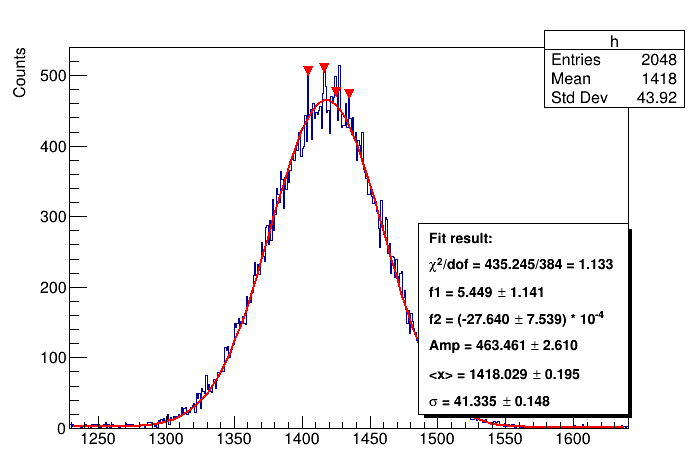 h
Entries 2048
Mean 1418
Std Dev 43.92
Counts
500
400
300
200
100
0
Fit result:
χ²/dof = 435.245/384 = 1.133
f1 = 5.449 ± 1.141
f2 = (-27.640 ± 7.539) * 10⁻⁴
Amp = 463.461 ± 2.610
<x> = 1418.029 ± 0.195
σ = 41.335 ± 0.148
1250 1300 1350 1400 1450 1500 1550 1600